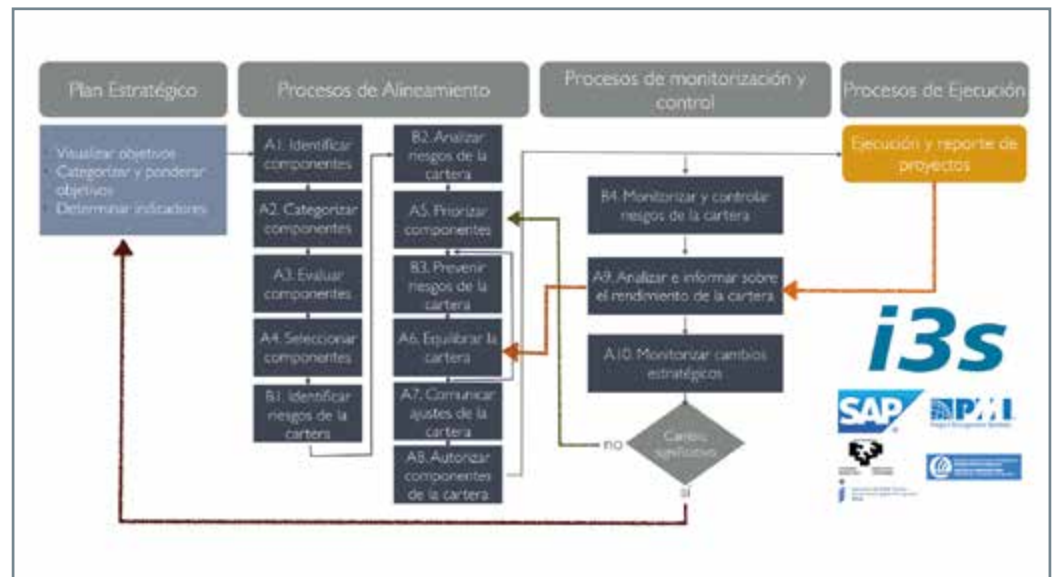 Plan Estratégico
Procesos de Alineamiento
Procesos de monitorización y
control
Procesos de Ejecución
Visualizar objetivos
Categorizar y ponderar
objetivos
Determinar indicadores
A1. Identificar
componentes
A2. Categorizar
componentes
A3. Evaluar
componentes
A4. Seleccionar
componentes
B1. Identificar
riesgos de la
cartera
B2. Analizar
riesgos de la
cartera
A5. Priorizar
componentes
B3. Prevenir
riesgos de la
cartera
A6. Equilibrar la
cartera
A7. Comunicar
ajustes de la
cartera
A8. Autorizar
componentes
de la cartera
B4. Monitorizar y controlar
riesgos de la cartera
A9. Analizar e informar sobre
el rendimiento de la cartera
A10. Monitorizar cambios
estratégicos
Cambio
significativo
no
sí
Ejecución y reporte de
proyectos
i3s
SAP
PMI
Project Management Institute